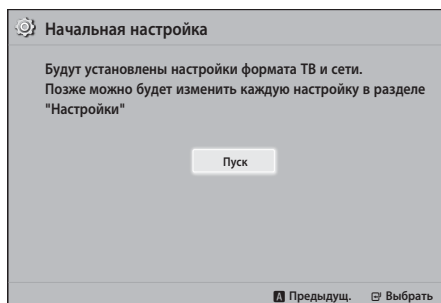 Начальная настройка
Будут установлены настройки формата ТВ и сети.
Позже можно будет изменить каждую настройку в разделе
"Настройки"
Пуск
A Предыдущ. Выбрать